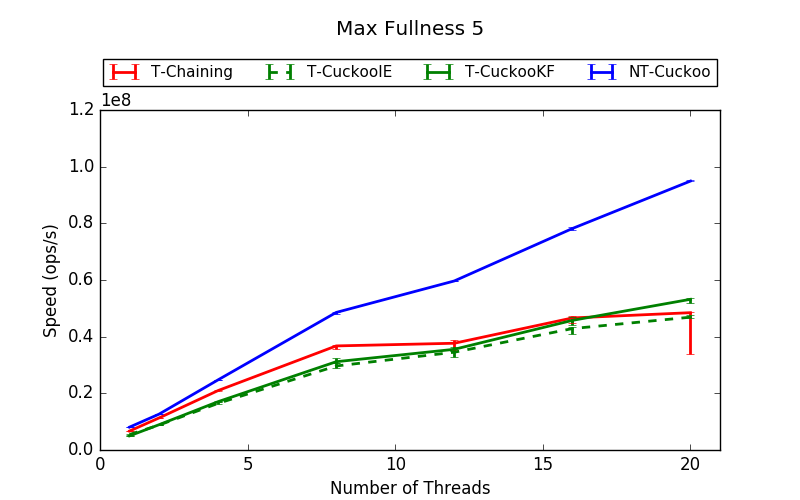 Max Fullness 5
T-Chaining T-CuckooIE T-CuckooKF NT-Cuckoo
1e8
1.2
1.0
0.8
0.6
0.4
0.2
0.0
Speed (ops/s)
0 5 10 15 20
Number of Threads